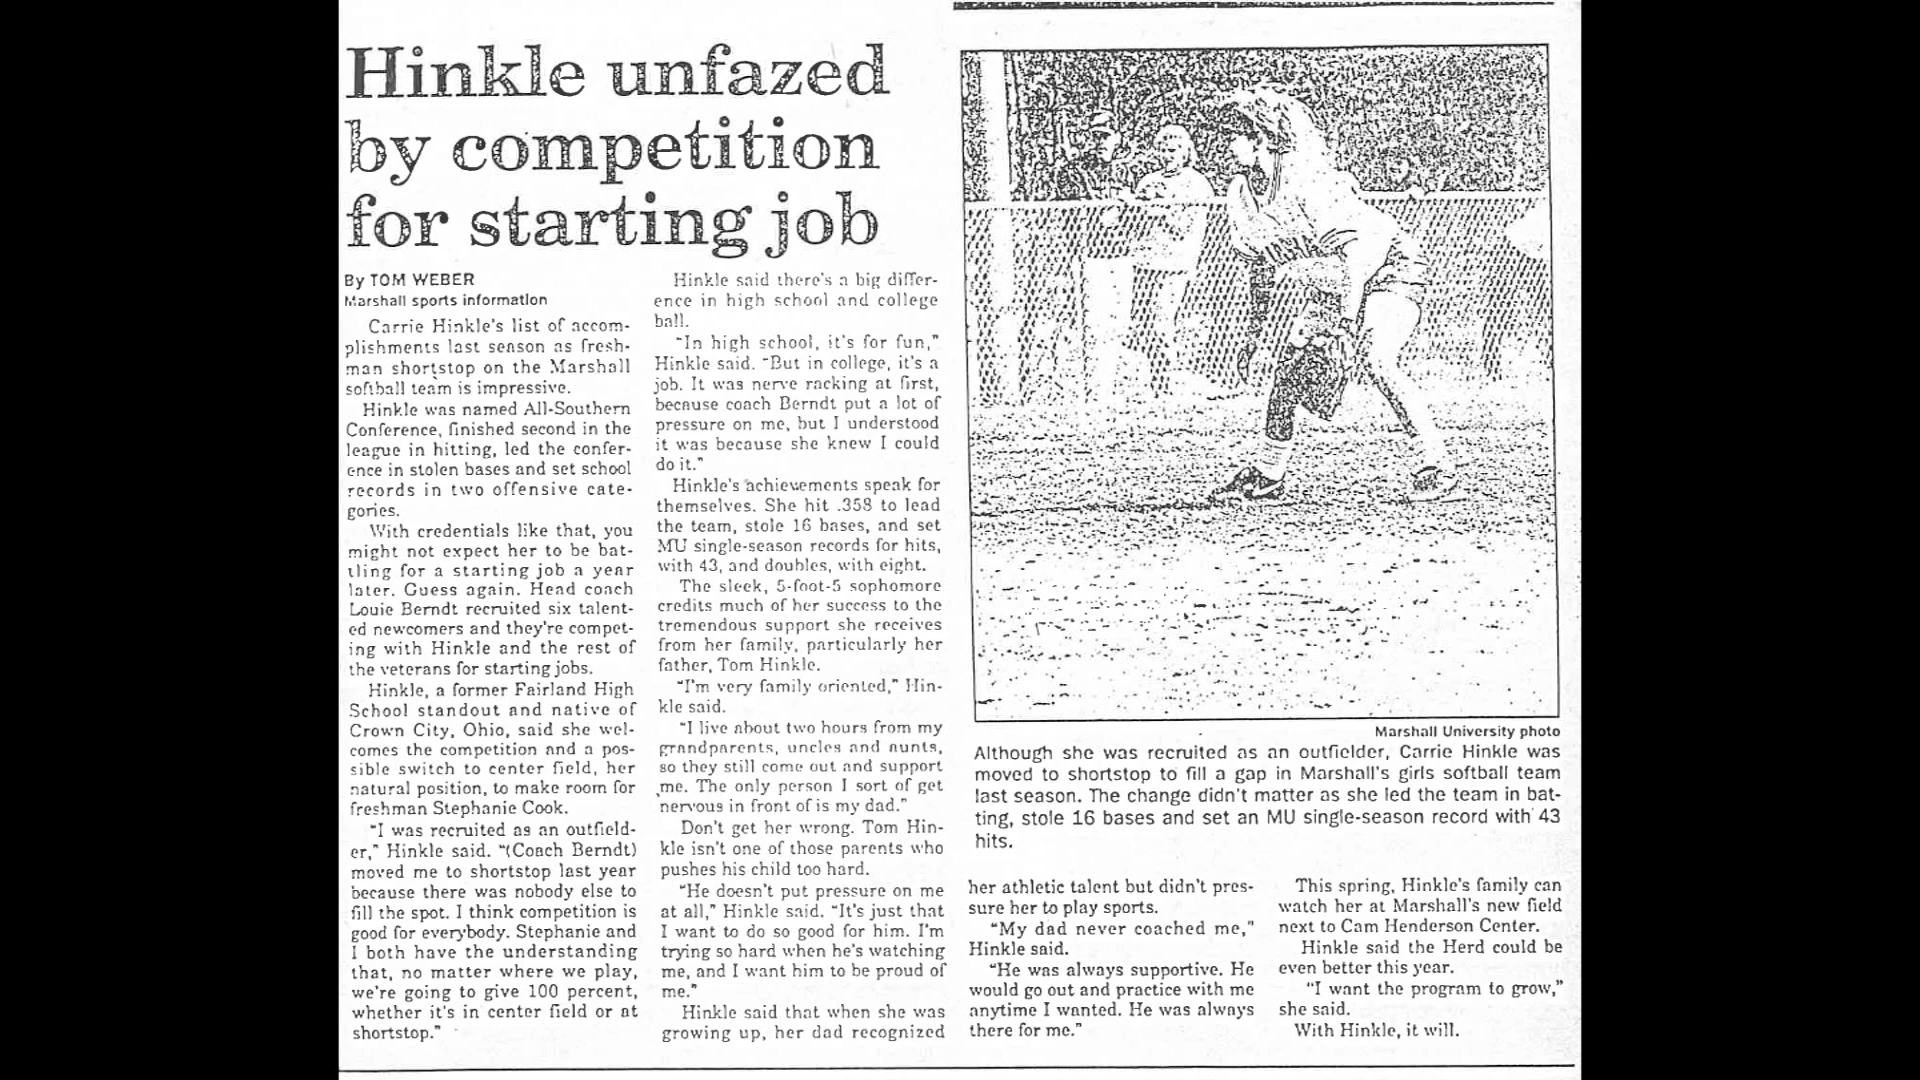 Hinkle unfazed
by competition
for starting job
By TOM WEBER
Marshall sports information
Carrie Hinkle's list of accom-
plishments last season as fresh-
man shortstop on the Marshall
softball team is impressive.
Hinkle was named All-Southern
Conference, finished second in the
league in hitting, led the confer-
ence in stolen bases and set school
records in two offensive cate-
gories.
With credentials like that, you
might not expect her to be bat-
tling for a starting job a year
later. Guess again. Head coach
Louie Berndt recruited six talent-
ed newcomers and they're compet-
ing with Hinkle and the rest of
the veterans for starting jobs.
Hinkle, a former Fairland High
School standout and native of
Crown City, Ohio, said she wel-
comes the competition and a pos-
sible switch to center field, her
natural position, to make room for
freshman Stephanie Cook.
"I was recruited as an outfield-
er," Hinkle said. "(Coach Berndt)
moved me to shortstop last year
because there was nobody else to
fill the spot. I think competition is
good for everybody. Stephanie and
I both have the understanding
that, no matter where we play,
we're going to give 100 percent,
whether it's in center field or at
shortstop."
Hinkle said there's a big differ-
ence in high school and college
ball.
"In high school, it's for fun,"
Hinkle said. "But in college, it's a
job. It was nerve racking at first,
because coach Berndt put a lot of
pressure on me, but I understood
it was because she knew I could
do it."
Hinkle's achievements speak for
themselves. She hit .358 to lead
the team, stole 16 bases, and set
MU single-season records for hits,
with 43, and doubles, with eight.
The sleek, 5-foot-5 sophomore
credits much of her success to the
tremendous support she receives
from her family, particularly her
father, Tom Hinkle.
"I'm very family oriented," Hin-
kle said.
"I live about two hours from my
grandparents, uncles and aunts,
so they still come out and support
me. The only person I sort of get
nervous in front of is my dad."
Don't get her wrong. Tom Hin-
kle isn't one of those parents who
pushes his child too hard.
"He doesn't put pressure on me
at all," Hinkle said. "It's just that
I want to do so good for him. I'm
trying so hard when he's watching
me, and I want him to be proud of
me."
Hinkle said that when she was
growing up, her dad recognized
Marshall University photo
Although she was recruited as an outfielder, Carrie Hinkle was
moved to shortstop to fill a gap in Marshall's girls softball team
last season. The change didn't matter as she led the team in bat-
ting, stole 16 bases and set an MU single-season record with 43
hits.
her athletic talent but didn't pres-
sure her to play sports.
"My dad never coached me,"
Hinkle said.
"He was always supportive. He
would go out and practice with me
anytime I wanted. He was always
there for me."
This spring, Hinkle's family can
watch her at Marshall's new field
next to Cam Henderson Center.
Hinkle said the Herd could be
even better this year.
"I want the program to grow,"
she said.
With Hinkle, it will.